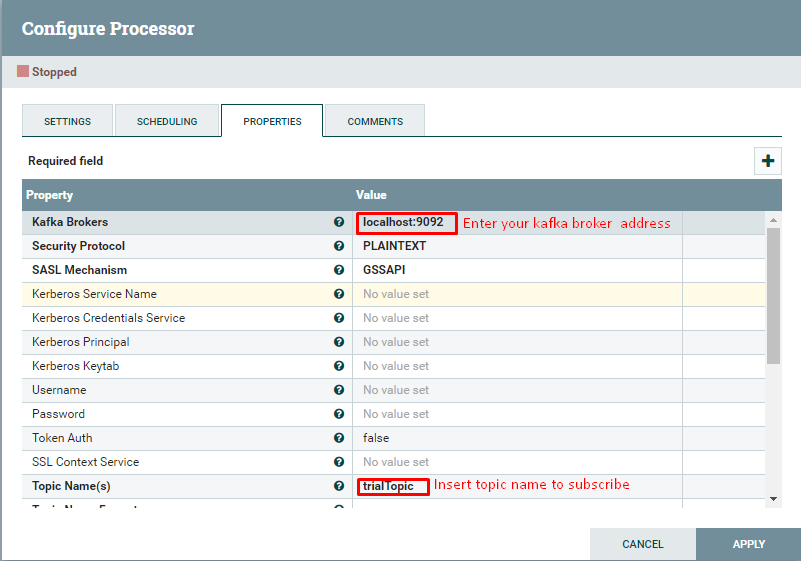 Configure Processor
Stopped
SETTINGS SCHEDULING PROPERTIES COMMENTS
Required field
Property Value
Kafka Brokers localhost:9092 Enter your kafka broker address
Security Protocol PLAINTEXT
SASL Mechanism GSSAPI
Kerberos Service Name No value set
Kerberos Credentials Service No value set
Kerberos Principal No value set
Kerberos Keytab No value set
Username No value set
Password No value set
Token Auth false
SSL Context Service No value set
Topic Name(s) trialTopic Insert topic name to subscribe
CANCEL APPLY